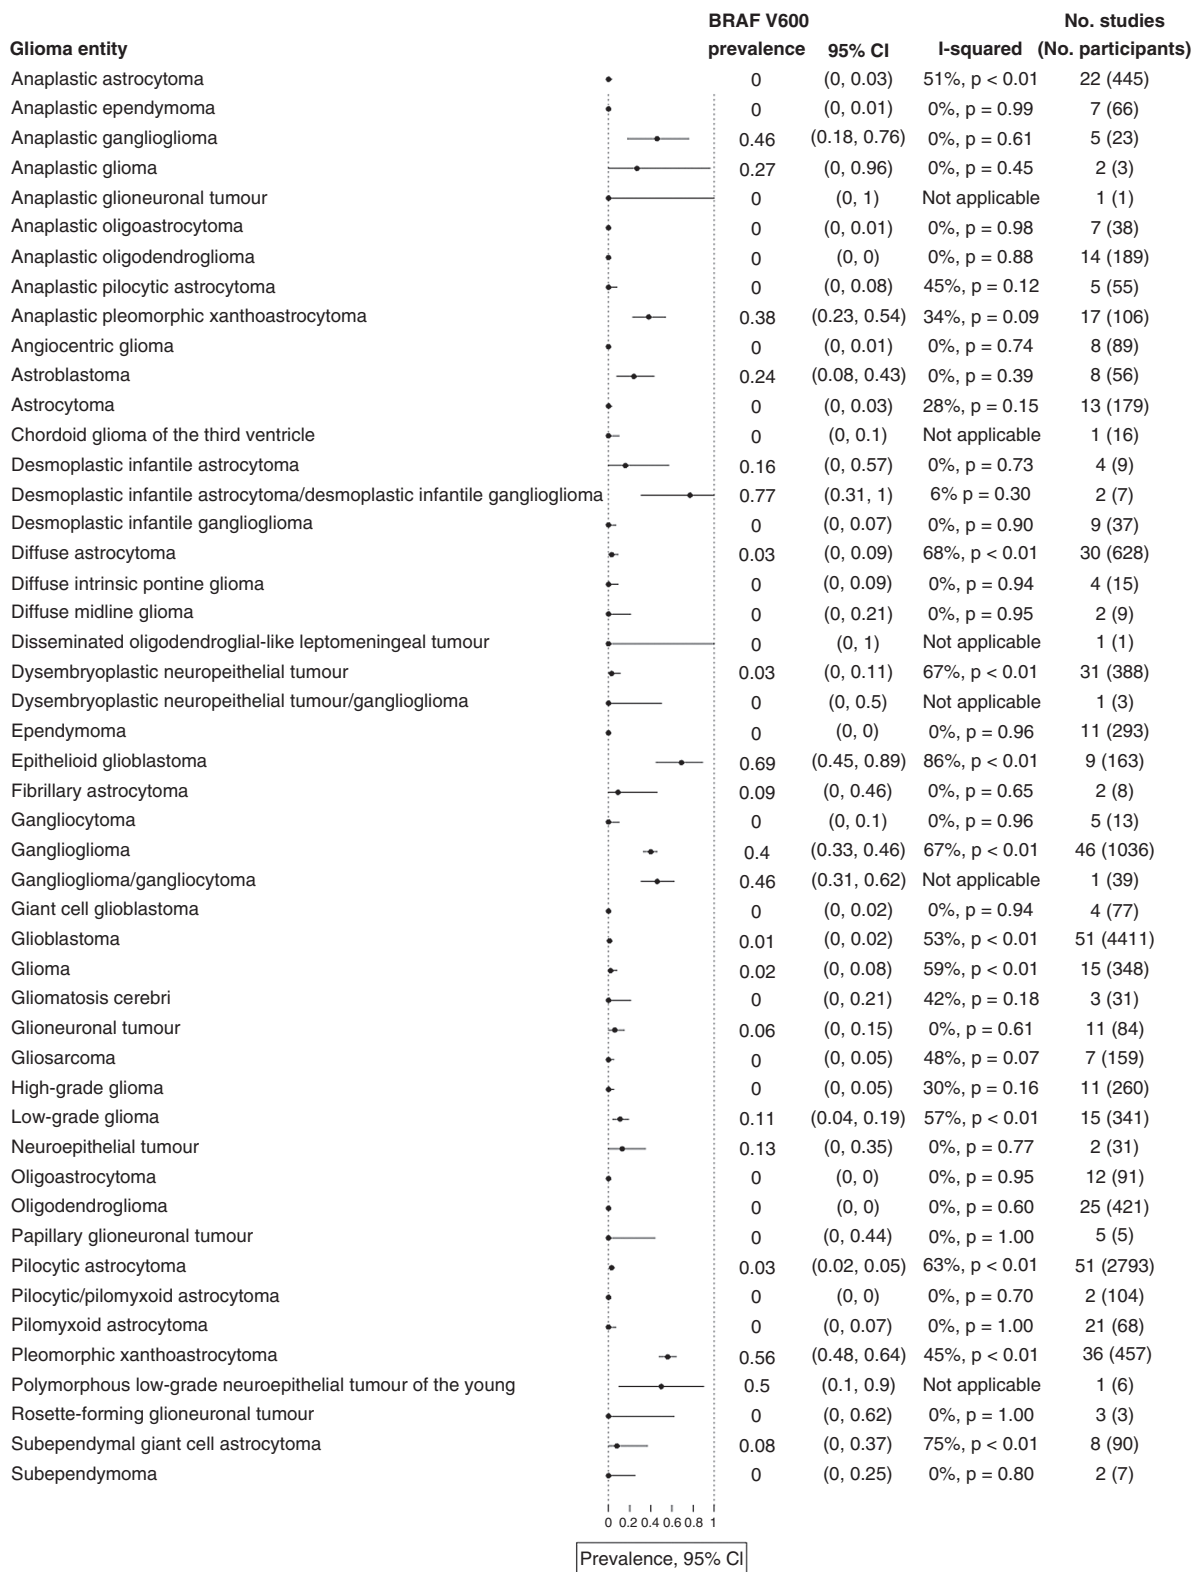 BRAF V600 No. studies
Glioma entity prevalence 95% CI I-squared (No. participants)
Anaplastic astrocytoma 0 (0, 0.03) 51%, p < 0.01 22 (445)
Anaplastic ependymoma 0 (0, 0.01) 0%, p = 0.99 7 (66)
Anaplastic ganglioglioma 0.46 (0.18, 0.76) 0%, p = 0.61 5 (23)
Anaplastic glioma 0.27 (0, 0.96) 0%, p = 0.45 2 (3)
Anaplastic glioneuronal tumour 0 (0, 1) Not applicable 1 (1)
Anaplastic oligoastrocytoma 0 (0, 0.01) 0%, p = 0.98 7 (38)
Anaplastic oligodendroglioma 0 (0, 0) 0%, p = 0.88 14 (189)
Anaplastic pilocytic astrocytoma 0 (0, 0.08) 45%, p = 0.12 5 (55)
Anaplastic pleomorphic xanthoastrocytoma 0.38 (0.23, 0.54) 34%, p = 0.09 17 (106)
Angiocentric glioma 0 (0, 0.01) 0%, p = 0.74 8 (89)
Astroblastoma 0.24 (0.08, 0.43) 0%, p = 0.39 8 (56)
Astrocytoma 0 (0, 0.03) 28%, p = 0.15 13 (179)
Chordoid glioma of the third ventricle 0 (0, 0.1) Not applicable 1 (16)
Desmoplastic infantile astrocytoma 0.16 (0, 0.57) 0%, p = 0.73 4 (9)
Desmoplastic infantile astrocytoma/desmoplastic infantile ganglioglioma 0.77 (0.31, 1) 6% p = 0.30 2 (7)
Desmoplastic infantile ganglioglioma 0 (0, 0.07) 0%, p = 0.90 9 (37)
Diffuse astrocytoma 0.03 (0, 0.09) 68%, p < 0.01 30 (628)
Diffuse intrinsic pontine glioma 0 (0, 0.09) 0%, p = 0.94 4 (15)
Diffuse midline glioma 0 (0, 0.21) 0%, p = 0.95 2 (9)
Disseminated oligodendroglial-like leptomeningeal tumour 0 (0, 1) Not applicable 1 (1)
Dysembryoplastic neuropeithelial tumour 0.03 (0, 0.11) 67%, p < 0.01 31 (388)
Dysembryoplastic neuropeithelial tumour/ganglioglioma 0 (0, 0.5) Not applicable 1 (3)
Ependymoma 0 (0, 0) 0%, p = 0.96 11 (293)
Epithelioid glioblastoma 0.69 (0.45, 0.89) 86%, p < 0.01 9 (163)
Fibrillary astrocytoma 0.09 (0, 0.46) 0%, p = 0.65 2 (8)
Gangliocytoma 0 (0, 0.1) 0%, p = 0.96 5 (13)
Ganglioglioma 0.4 (0.33, 0.46) 67%, p < 0.01 46 (1036)
Ganglioglioma/gangliocytoma 0.46 (0.31, 0.62) Not applicable 1 (39)
Giant cell glioblastoma 0 (0, 0.02) 0%, p = 0.94 4 (77)
Glioblastoma 0.01 (0, 0.02) 53%, p < 0.01 51 (4411)
Glioma 0.02 (0, 0.08) 59%, p < 0.01 15 (348)
Gliomatosis cerebri 0 (0, 0.21) 42%, p = 0.18 3 (31)
Glioneuronal tumour 0.06 (0, 0.15) 0%, p = 0.61 11 (84)
Gliosarcoma 0 (0, 0.05) 48%, p = 0.07 7 (159)
High-grade glioma 0 (0, 0.05) 30%, p = 0.16 11 (260)
Low-grade glioma 0.11 (0.04, 0.19) 57%, p < 0.01 15 (341)
Neuroepithelial tumour 0.13 (0, 0.35) 0%, p = 0.77 2 (31)
Oligoastrocytoma 0 (0, 0) 0%, p = 0.95 12 (91)
Oligodendroglioma 0 (0, 0) 0%, p = 0.60 25 (421)
Papillary glioneuronal tumour 0 (0, 0.44) 0%, p = 1.00 5 (5)
Pilocytic astrocytoma 0.03 (0.02, 0.05) 63%, p < 0.01 51 (2793)
Pilocytic/pilomyxoid astrocytoma 0 (0, 0) 0%, p = 0.70 2 (104)
Pilomyxoid astrocytoma 0 (0, 0.07) 0%, p = 1.00 21 (68)
Pleomorphic xanthoastrocytoma 0.56 (0.48, 0.64) 45%, p < 0.01 36 (457)
Polymorphous low-grade neuroepithelial tumour of the young 0.5 (0.1, 0.9) Not applicable 1 (6)
Rosette-forming glioneuronal tumour 0 (0, 0.62) 0%, p = 1.00 3 (3)
Subependymal giant cell astrocytoma 0.08 (0, 0.37) 75%, p < 0.01 8 (90)
Subependymoma 0 (0, 0.25) 0%, p = 0.80 2 (7)
0 0.2 0.4 0.6 0.8 1
Prevalence, 95% CI